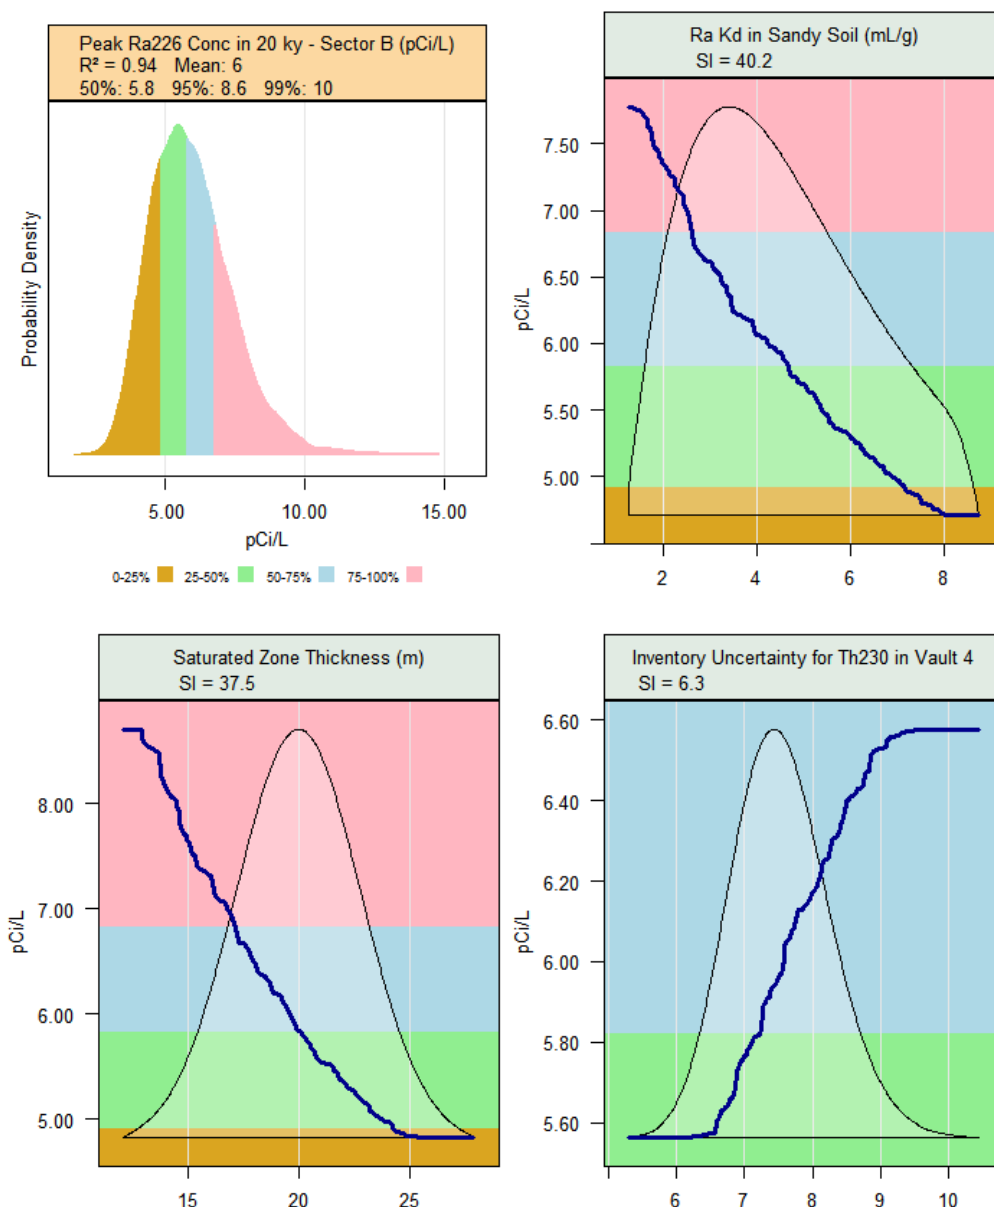 Peak Ra226 Conc in 20 ky - Sector B (pCi/L)
R² = 0.94 Mean: 6
50%: 5.8 95%: 8.6 99%: 10
Probability Density
5.00 10.00 15.00
pCi/L
0-25% 25-50% 50-75% 75-100%
Ra Kd in Sandy Soil (mL/g)
SI = 40.2
7.50
7.00
6.50
6.00
5.50
5.00
pCi/L
2 4 6 8
Saturated Zone Thickness (m)
SI = 37.5
8.00
7.00
6.00
5.00
pCi/L
15 20 25
Inventory Uncertainty for Th230 in Vault 4
SI = 6.3
6.60
6.40
6.20
6.00
5.80
5.60
pCi/L
6 7 8 9 10